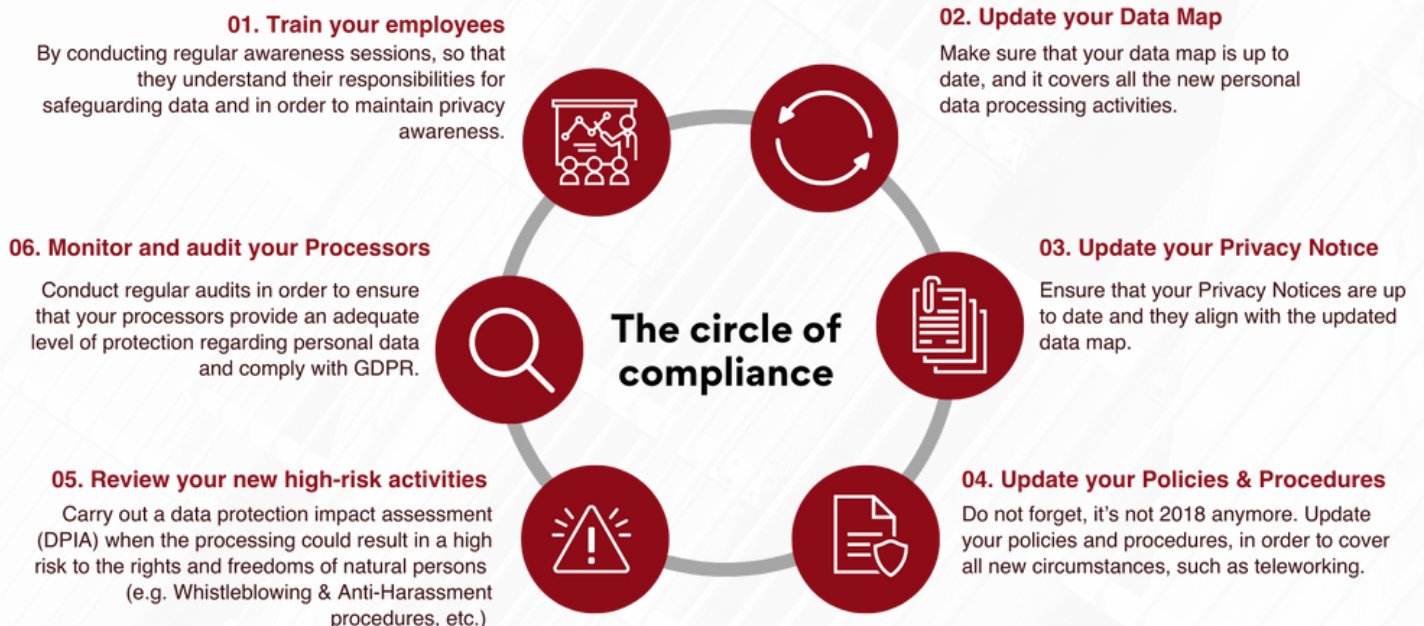 01. Train your employees
By conducting regular awareness sessions, so that
they understand their responsibilities for
safeguarding data and in order to maintain privacy
awareness.
02. Update your Data Map
Make sure that your data map is up to
date, and it covers all the new personal
data processing activities.
03. Update your Privacy Notice
Ensure that your Privacy Notices are up
to date and they align with the updated
data map.
04. Update your Policies & Procedures
Do not forget, it’s not 2018 anymore. Update
your policies and procedures, in order to cover
all new circumstances, such as teleworking.
05. Review your new high-risk activities
Carry out a data protection impact assessment
(DPIA) when the processing could result in a high
risk to the rights and freedoms of natural persons
(e.g. Whistleblowing & Anti-Harassment
procedures, etc.)
06. Monitor and audit your Processors
Conduct regular audits in order to ensure
that your processors provide an adequate
level of protection regarding personal data
and comply with GDPR.
The circle of
compliance